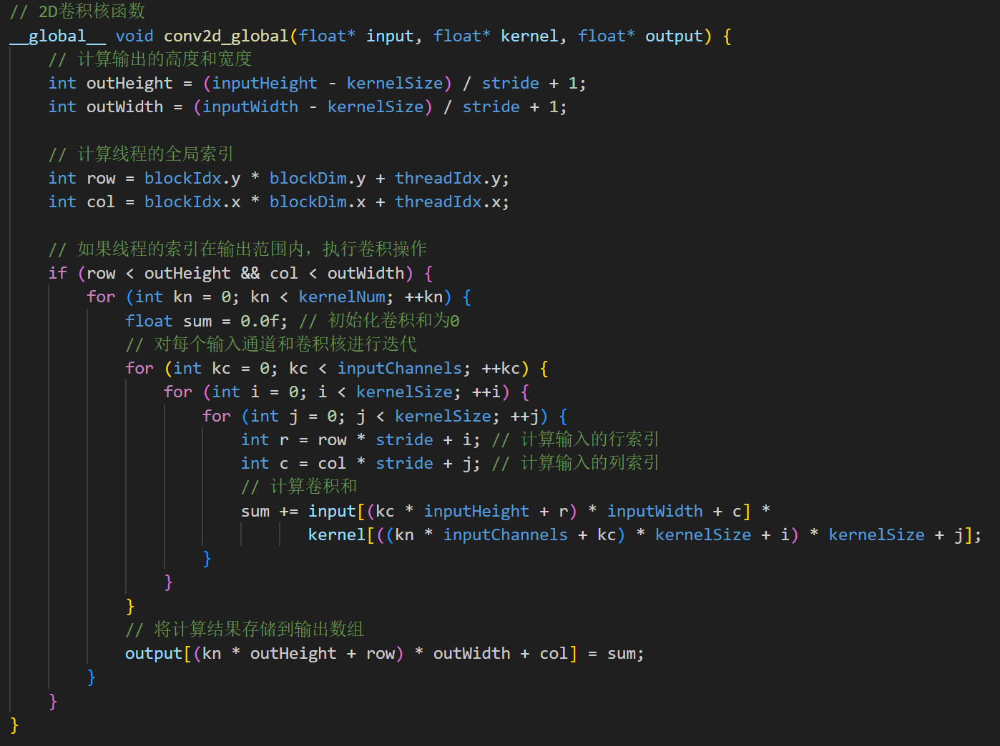 // 2D卷积核函数
__global__ void conv2d_global(float* input, float* kernel, float* output) {
    // 计算输出的高度和宽度
    int outHeight = (inputHeight - kernelSize) / stride + 1;
    int outWidth = (inputWidth - kernelSize) / stride + 1;

    // 计算线程的全局索引
    int row = blockIdx.y * blockDim.y + threadIdx.y;
    int col = blockIdx.x * blockDim.x + threadIdx.x;

    // 如果线程的索引在输出范围内，执行卷积操作
    if (row < outHeight && col < outWidth) {
        for (int kn = 0; kn < kernelNum; ++kn) {
            float sum = 0.0f; // 初始化卷积和为0
            // 对每个输入通道和卷积核进行迭代
            for (int kc = 0; kc < inputChannels; ++kc) {
                for (int i = 0; i < kernelSize; ++i) {
                    for (int j = 0; j < kernelSize; ++j) {
                        int r = row * stride + i; // 计算输入的行索引
                        int c = col * stride + j; // 计算输入的列索引
                        // 计算卷积和
                        sum += input[(kc * inputHeight + r) * inputWidth + c] *
                               kernel[((kn * inputChannels + kc) * kernelSize + i) * kernelSize + j];
                    }
                }
            }
            // 将计算结果存储到输出数组
            output[(kn * outHeight + row) * outWidth + col] = sum;
        }
    }
}